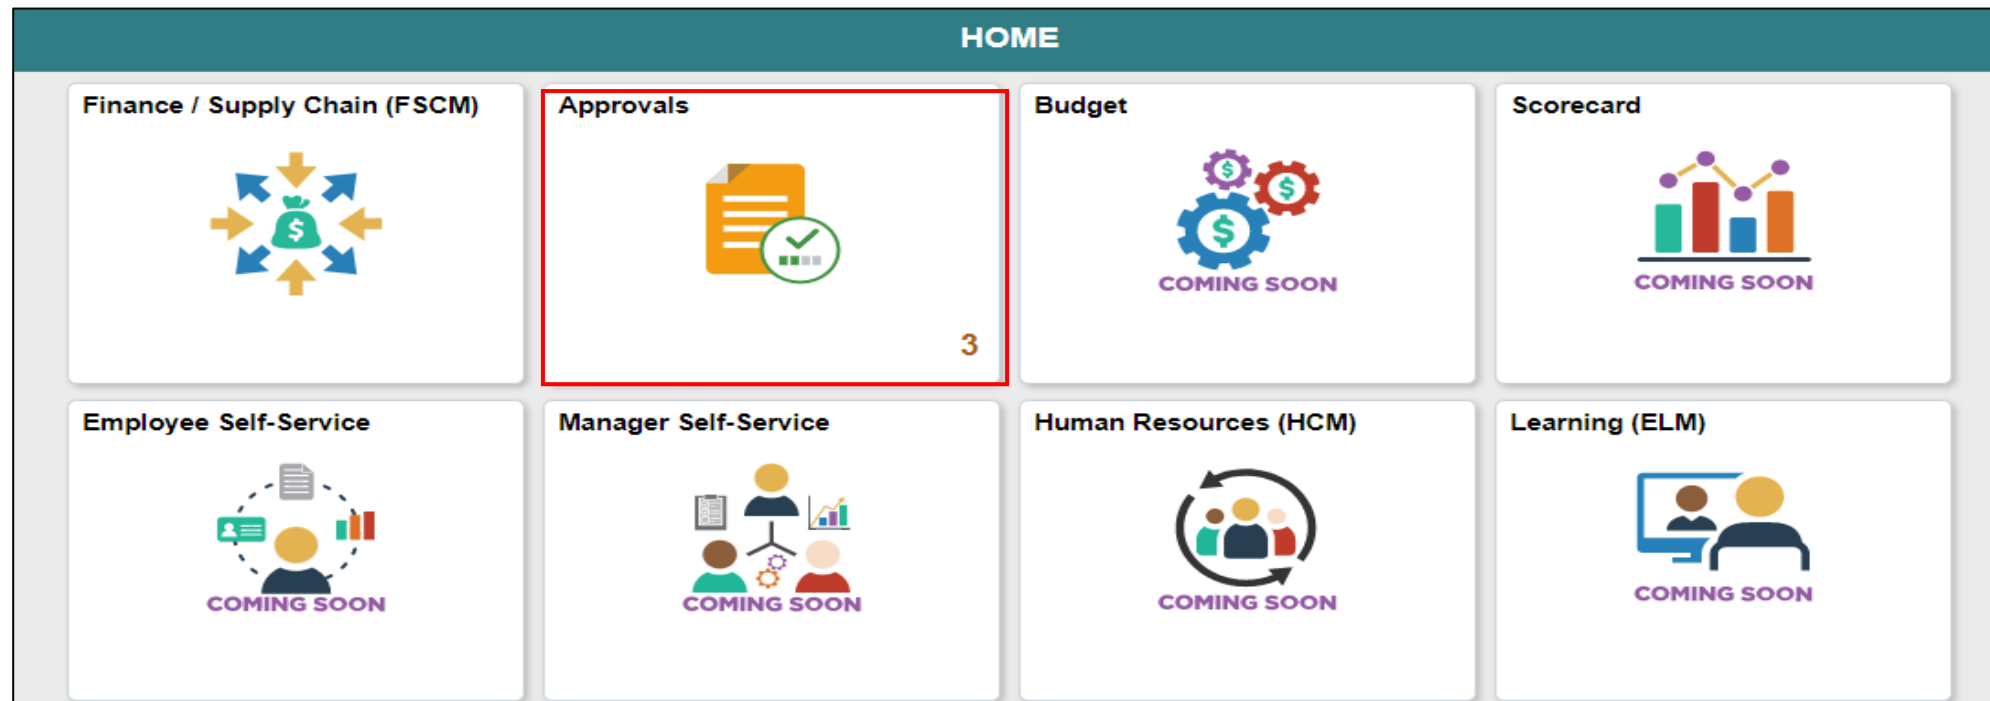 HOME
Finance / Supply Chain (FSCM)
Approvals
3
Budget
COMING SOON
Scorecard
COMING SOON
Employee Self-Service
COMING SOON
Manager Self-Service
COMING SOON
Human Resources (HCM)
COMING SOON
Learning (ELM)
COMING SOON